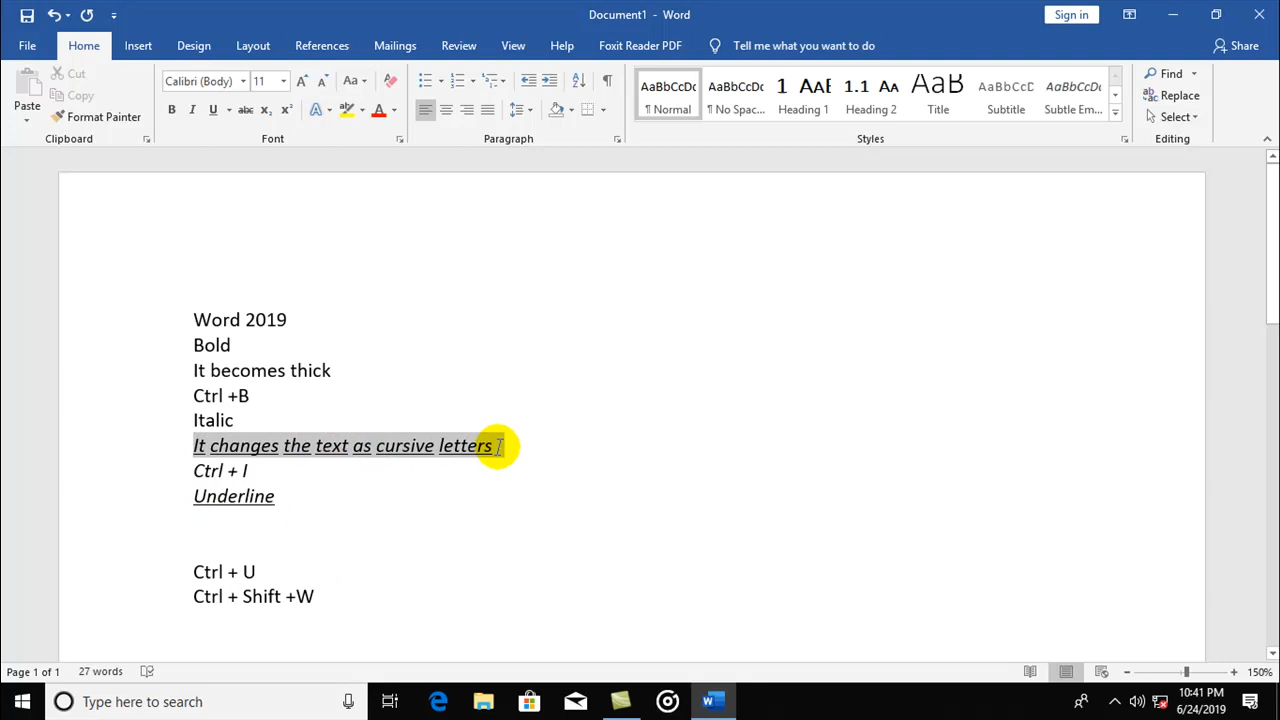 Document1 - Word
Sign in
File Home Insert Design Layout References Mailings Review View Help Foxit Reader PDF Tell me what you want to do Share
Paste
Cut
Copy
Format Painter
Clipboard
Calibri (Body) 11
Font
Paragraph
AaBbCcDc AaBbCcDc 1 AaE 1.1 Aa AaB AaBbCcDc AaBbCcDc
¶ Normal ¶ No Spac... Heading 1 Heading 2 Title Subtitle Subtle Em...
Styles
Find
Replace
Select
Editing
Word 2019
Bold
It becomes thick
Ctrl +B
Italic
It changes the text as cursive letters
Ctrl + I
Underline
Ctrl + U
Ctrl + Shift +W
Page 1 of 1 27 words 150%
Type here to search
10:41 PM
6/24/2019